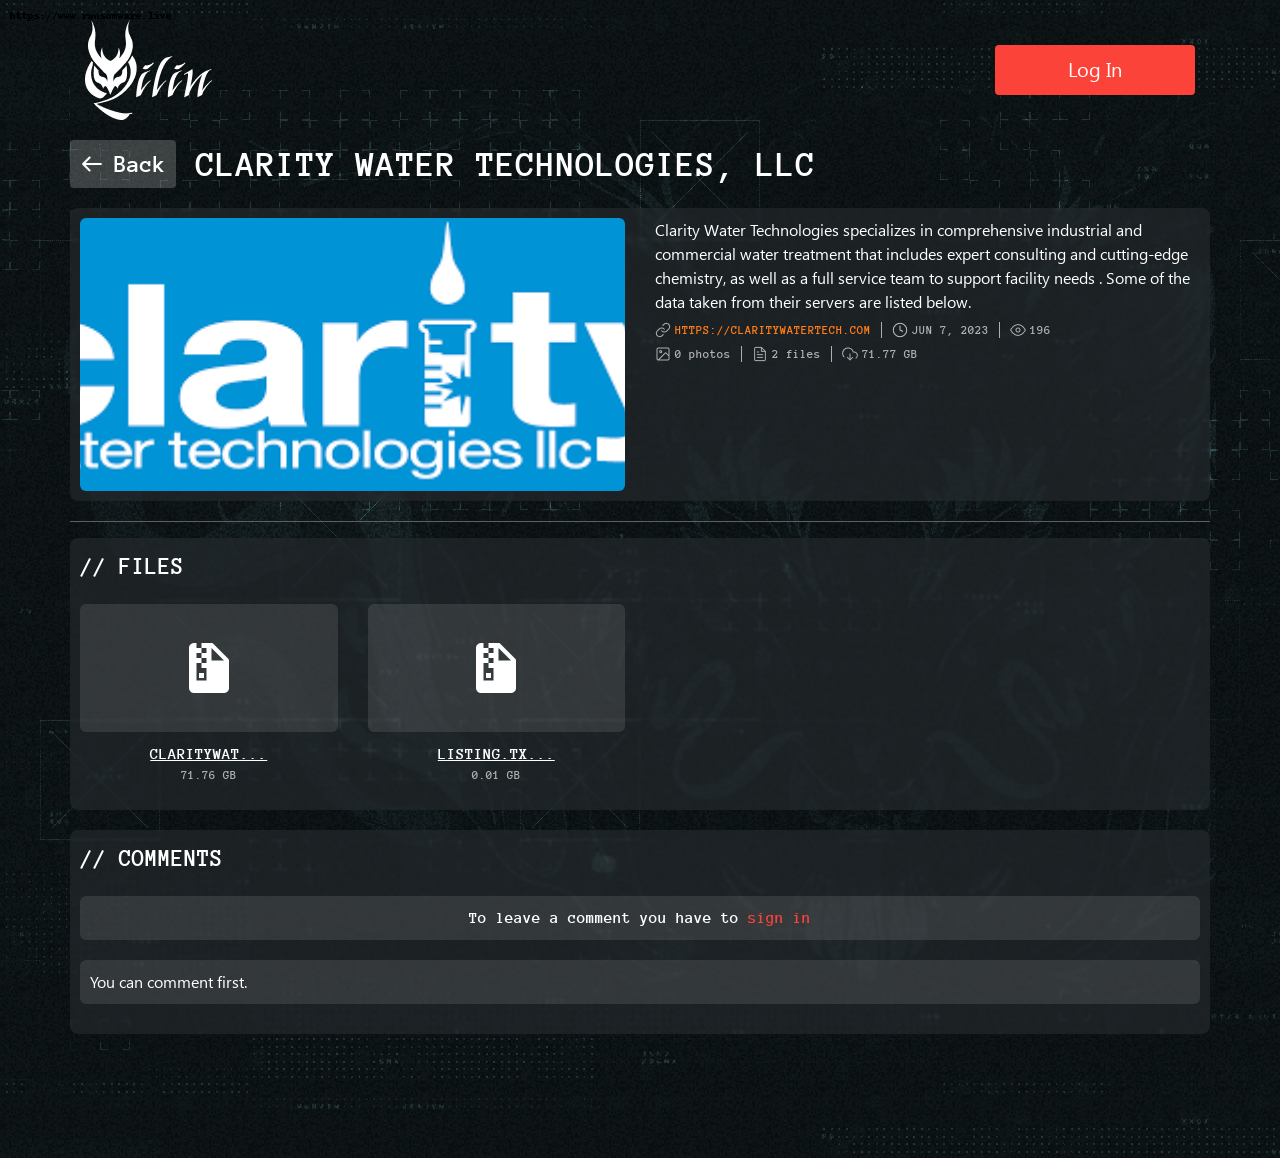 https://www.ransomware.live
Qilin
Log In
← Back
CLARITY WATER TECHNOLOGIES, LLC
clarity
ter technologies llc
Clarity Water Technologies specializes in comprehensive industrial and
commercial water treatment that includes expert consulting and cutting-edge
chemistry, as well as a full service team to support facility needs . Some of the
data taken from their servers are listed below.
HTTPS://CLARITYWATERTECH.COM JUN 7, 2023 196
0 photos 2 files 71.77 GB
// FILES
CLARITYWAT... LISTING.TX...
71.76 GB 0.01 GB
// COMMENTS
To leave a comment you have to sign in
You can comment first.